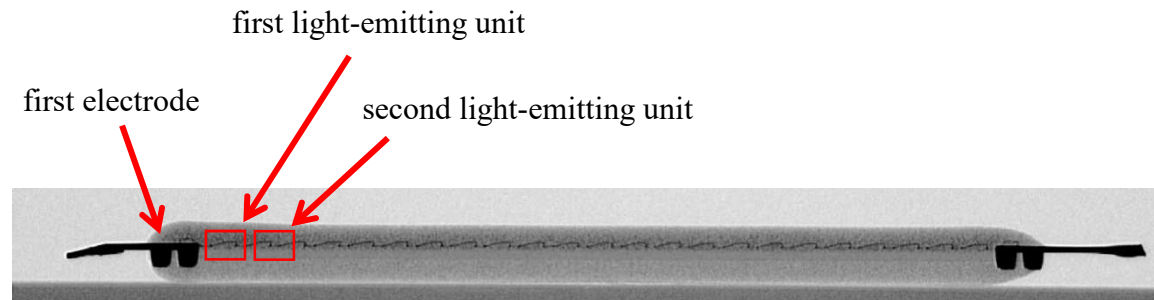 first light-emitting unit
first electrode
second light-emitting unit